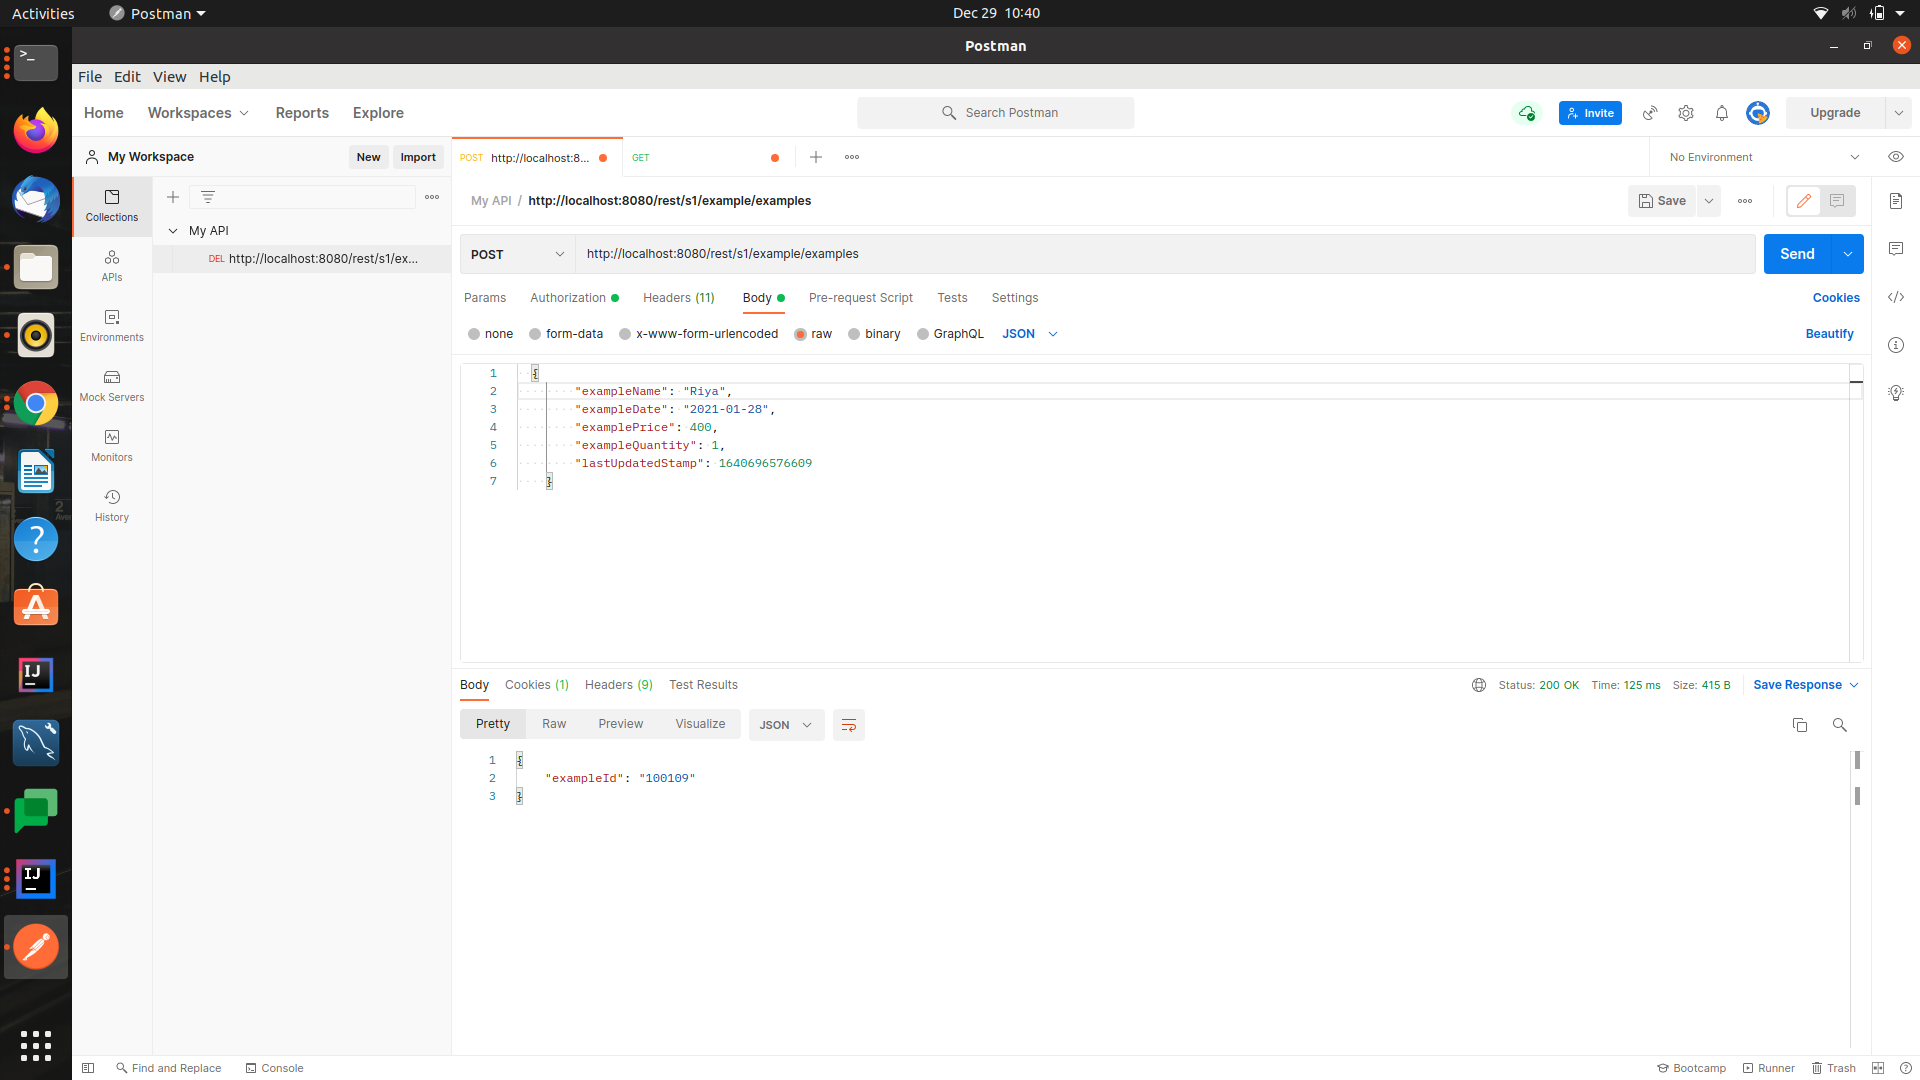 Activities Postman Dec 29 10:40
Postman
File Edit View Help
Home Workspaces Reports Explore Search Postman Invite Upgrade
My Workspace New Import POST http://localhost:8... GET No Environment
Collections
My API / http://localhost:8080/rest/s1/example/examples Save
My API
DEL http://localhost:8080/rest/s1/ex...
APIs
Environments
Mock Servers
Monitors
History
POST http://localhost:8080/rest/s1/example/examples Send
Params Authorization Headers (11) Body Pre-request Script Tests Settings Cookies
none form-data x-www-form-urlencoded raw binary GraphQL JSON Beautify
1 {
2 "exampleName": "Riya",
3 "exampleDate": "2021-01-28",
4 "examplePrice": 400,
5 "exampleQuantity": 1,
6 "lastUpdatedStamp": 1640696576609
7 }
Body Cookies (1) Headers (9) Test Results Status: 200 OK Time: 125 ms Size: 415 B Save Response
Pretty Raw Preview Visualize JSON
1 {
2 "exampleId": "100109"
3 }
Find and Replace Console Bootcamp Runner Trash